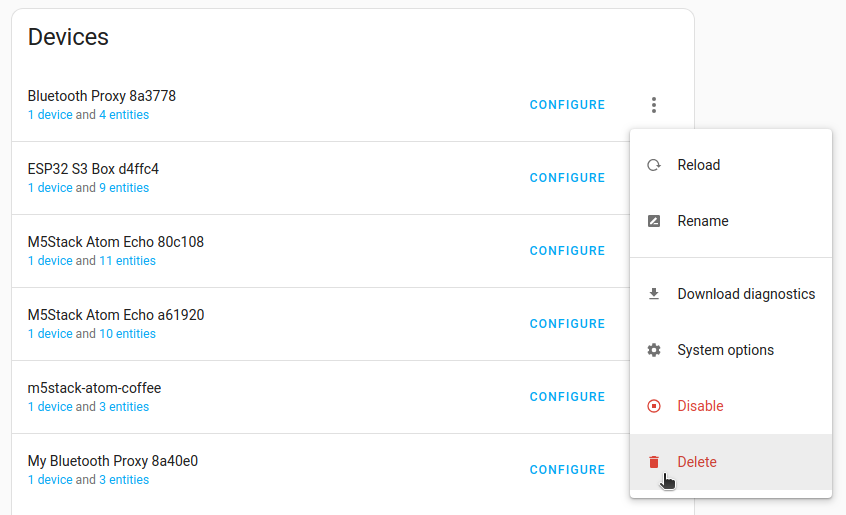 Devices
Bluetooth Proxy 8a3778
1 device and 4 entities
CONFIGURE
ESP32 S3 Box d4ffc4
1 device and 9 entities
CONFIGURE
M5Stack Atom Echo 80c108
1 device and 11 entities
CONFIGURE
M5Stack Atom Echo a61920
1 device and 10 entities
CONFIGURE
m5stack-atom-coffee
1 device and 3 entities
CONFIGURE
My Bluetooth Proxy 8a40e0
1 device and 3 entities
CONFIGURE
Reload
Rename
Download diagnostics
System options
Disable
Delete